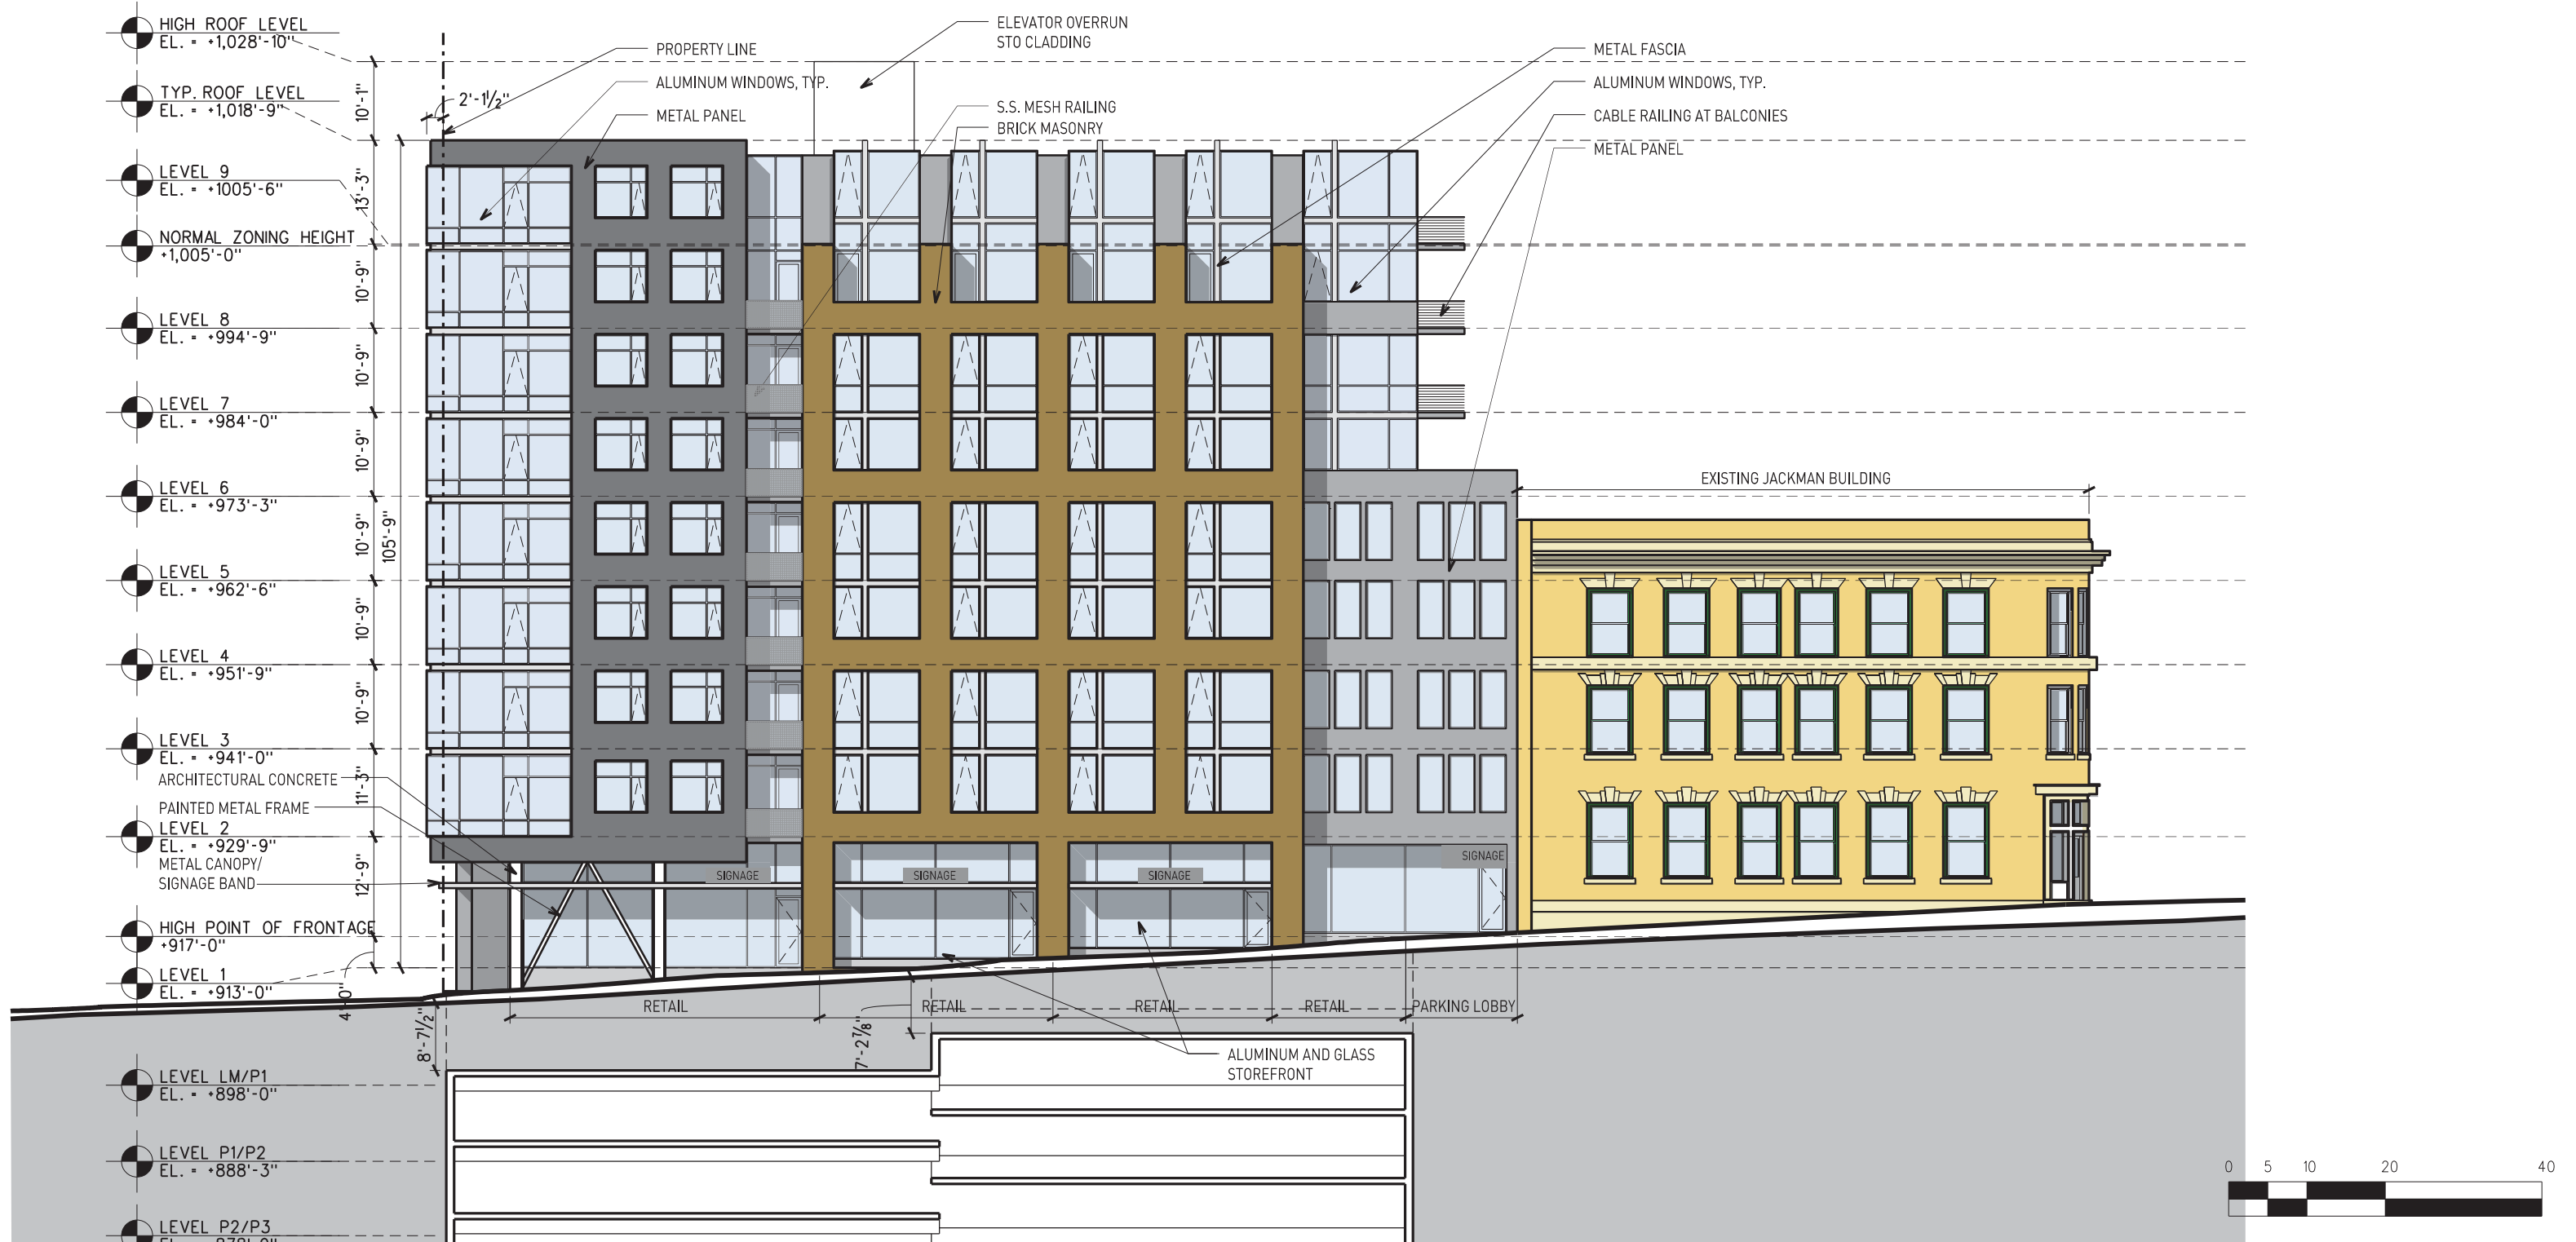 HIGH ROOF LEVEL
EL. = +1,028'-10"
TYP. ROOF LEVEL
EL. = +1,018'-9"
LEVEL 9
EL. = +1005'-6"
NORMAL ZONING HEIGHT
+1,005'-0"
LEVEL 8
EL. = +994'-9"
LEVEL 7
EL. = +984'-0"
LEVEL 6
EL. = +973'-3"
LEVEL 5
EL. = +962'-6"
LEVEL 4
EL. = +951'-9"
LEVEL 3
EL. = +941'-0"
ARCHITECTURAL CONCRETE
PAINTED METAL FRAME
LEVEL 2
EL. = +929'-9"
METAL CANOPY/
SIGNAGE BAND
HIGH POINT OF FRONTAGE
+917'-0"
LEVEL 1
EL. = +913'-0"
LEVEL LM/P1
EL. = +898'-0"
LEVEL P1/P2
EL. = +888'-3"
LEVEL P2/P3
10'-1"
13'-3"
10'-9"
10'-9"
10'-9"
10'-9"
10'-9"
10'-9"
11'-3"
12'-9"
4'-0"
105'-9"
2'-1½"
8'-7½"
7'-2⅞"
PROPERTY LINE
ALUMINUM WINDOWS, TYP.
METAL PANEL
ELEVATOR OVERRUN
STO CLADDING
S.S. MESH RAILING
BRICK MASONRY
METAL FASCIA
ALUMINUM WINDOWS, TYP.
CABLE RAILING AT BALCONIES
METAL PANEL
EXISTING JACKMAN BUILDING
SIGNAGE
SIGNAGE
SIGNAGE
SIGNAGE
RETAIL
RETAIL
RETAIL
RETAIL
PARKING LOBBY
ALUMINUM AND GLASS
STOREFRONT
0 5 10 20 40